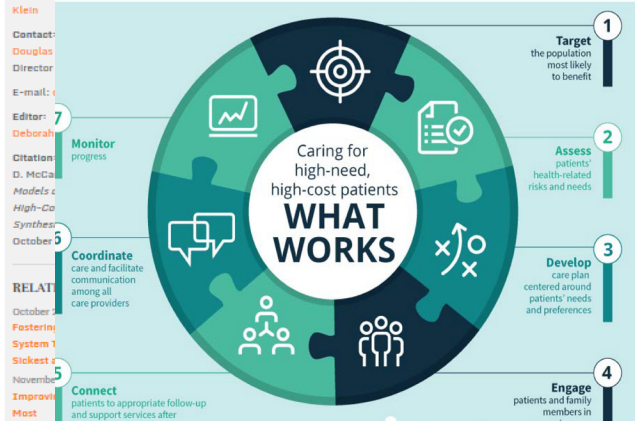 Klein
Contact:
Douglas
Director
E-mail:
Editor:
Deborah
Citation:
D. McCa
Models
High-Co
Synthes
October
RELAT
October
Fostering
System T
Sickest a
Novembe
Improvin
Most
Caring for
high-need,
high-cost patients
WHAT
WORKS
1
Target
the population
most likely
to benefit
2
Assess
patients'
health-related
risks and needs
3
Develop
care plan
centered around
patients' needs
and preferences
4
Engage
patients and family
members in
5
Connect
patients to appropriate follow-up
and support services after
6
Coordinate
care and facilitate
communication
among all
care providers
7
Monitor
progress